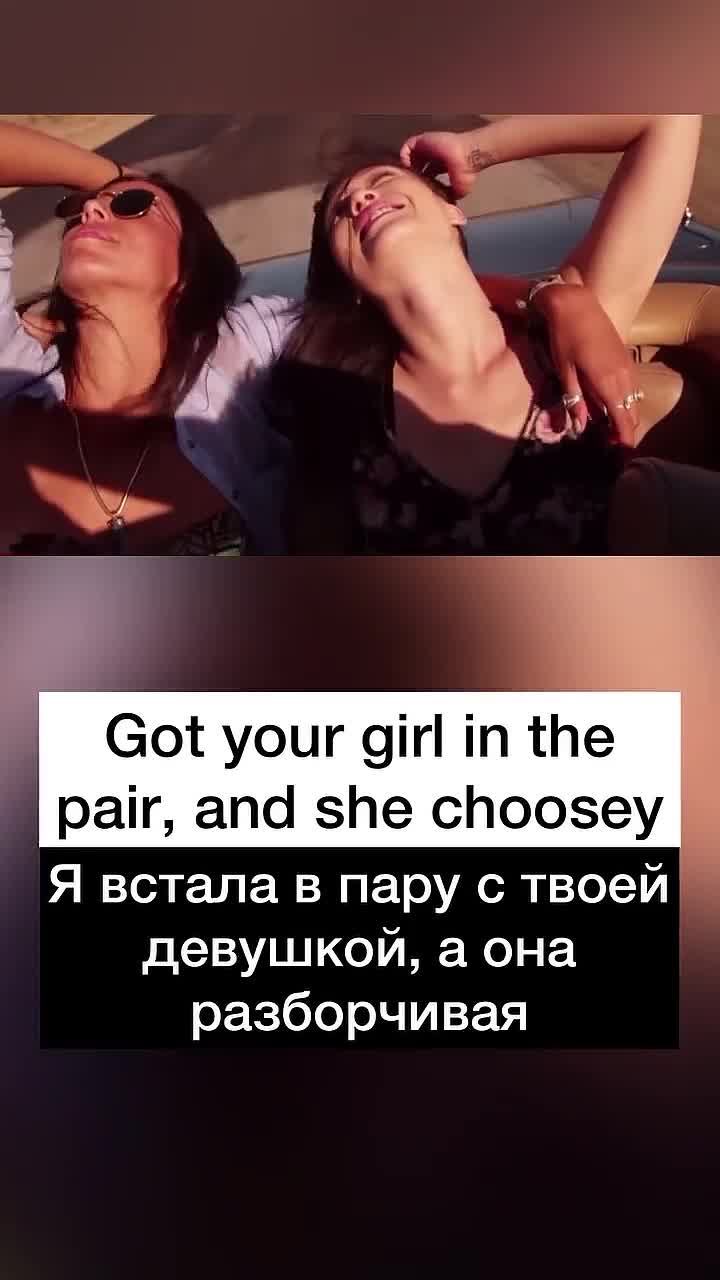 Got your girl in the
pair, and she choosey
Я встала в пару с твоей
девушкой, а она
разборчивая